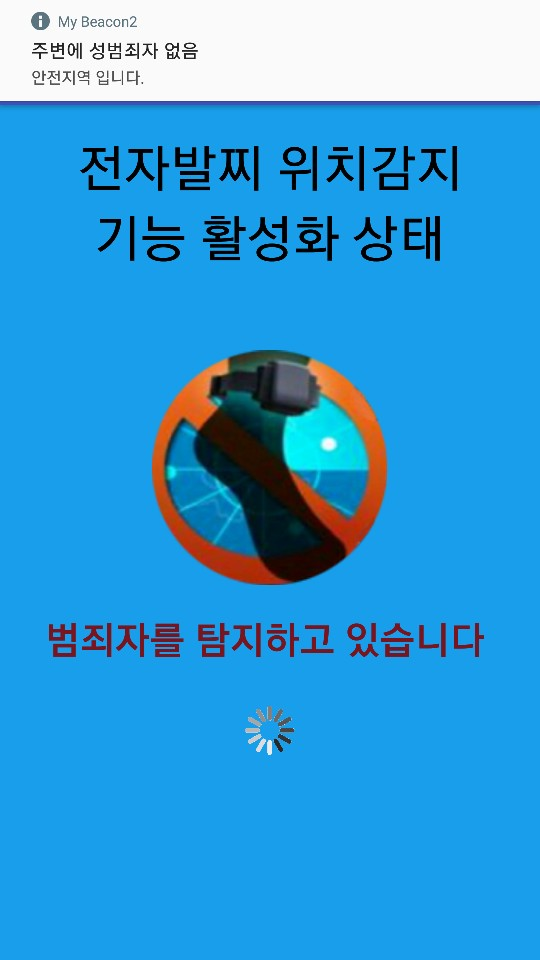 My Beacon2
주변에 성범죄자 없음
안전지역 입니다.
전자발찌 위치감지
기능 활성화 상태
범죄자를 탐지하고 있습니다